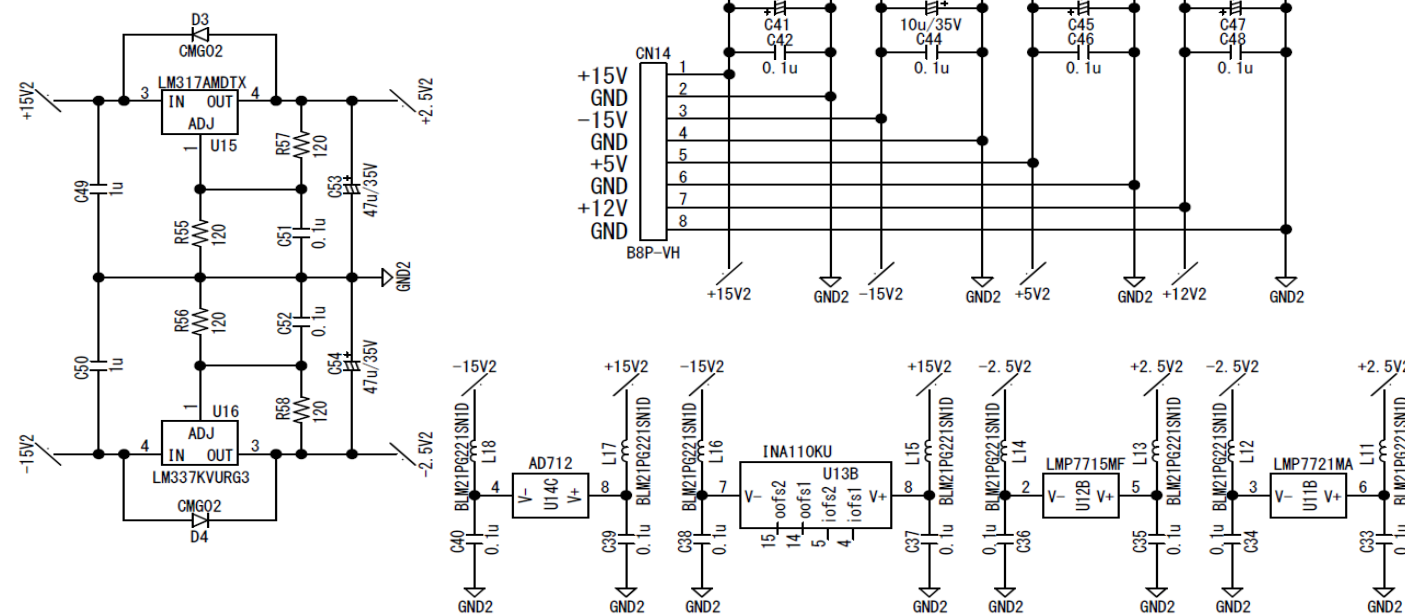 D3
CMG02
LM317AMDTX
+15V2
3
IN
OUT
4
ADJ
1
U15
+2.5V2
R57
120
C49
1u
C53
47u/35V
R55
120
C51
0.1u
GND2
R56
120
C52
0.1u
C50
1u
C54
47u/35V
1
U16
R58
120
ADJ
-15V2
4
IN
OUT
3
-2.5V2
LM337KVURG3
CMG02
D4
C41
C42
0.1u
10u/35V
C44
0.1u
C45
C46
0.1u
C47
C48
0.1u
CN14
+15V 1
GND 2
-15V 3
GND 4
+5V 5
GND 6
+12V 7
GND 8
B8P-VH
+15V2
GND2
-15V2
GND2
+5V2
GND2
+12V2
GND2
-15V2
BLM21PG221SN1D
L18
AD712
4
V-
U14C
V+
8
+15V2
L17
BLM21PG221SN1D
C40
0.1u
GND2
C39
0.1u
GND2
-15V2
BLM21PG221SN1D
L16
INA110KU
U13B
7
V-
oofs2
oofs1
iofs2
iofs1
V+
8
15
14
5
4
+15V2
L15
BLM21PG221SN1D
C38
0.1u
GND2
C37
0.1u
GND2
-2.5V2
BLM21PG221SN1D
L14
LMP7715MF
2
V-
U12B
V+
5
+2.5V2
L13
BLM21PG221SN1D
0.1u
C36
GND2
C35
0.1u
GND2
-2.5V2
BLM21PG221SN1D
L12
LMP7721MA
3
V-
U11B
V+
6
+2.5V2
L11
BLM21PG221SN1D
0.1u
C34
GND2
C33
0.1u
GND2